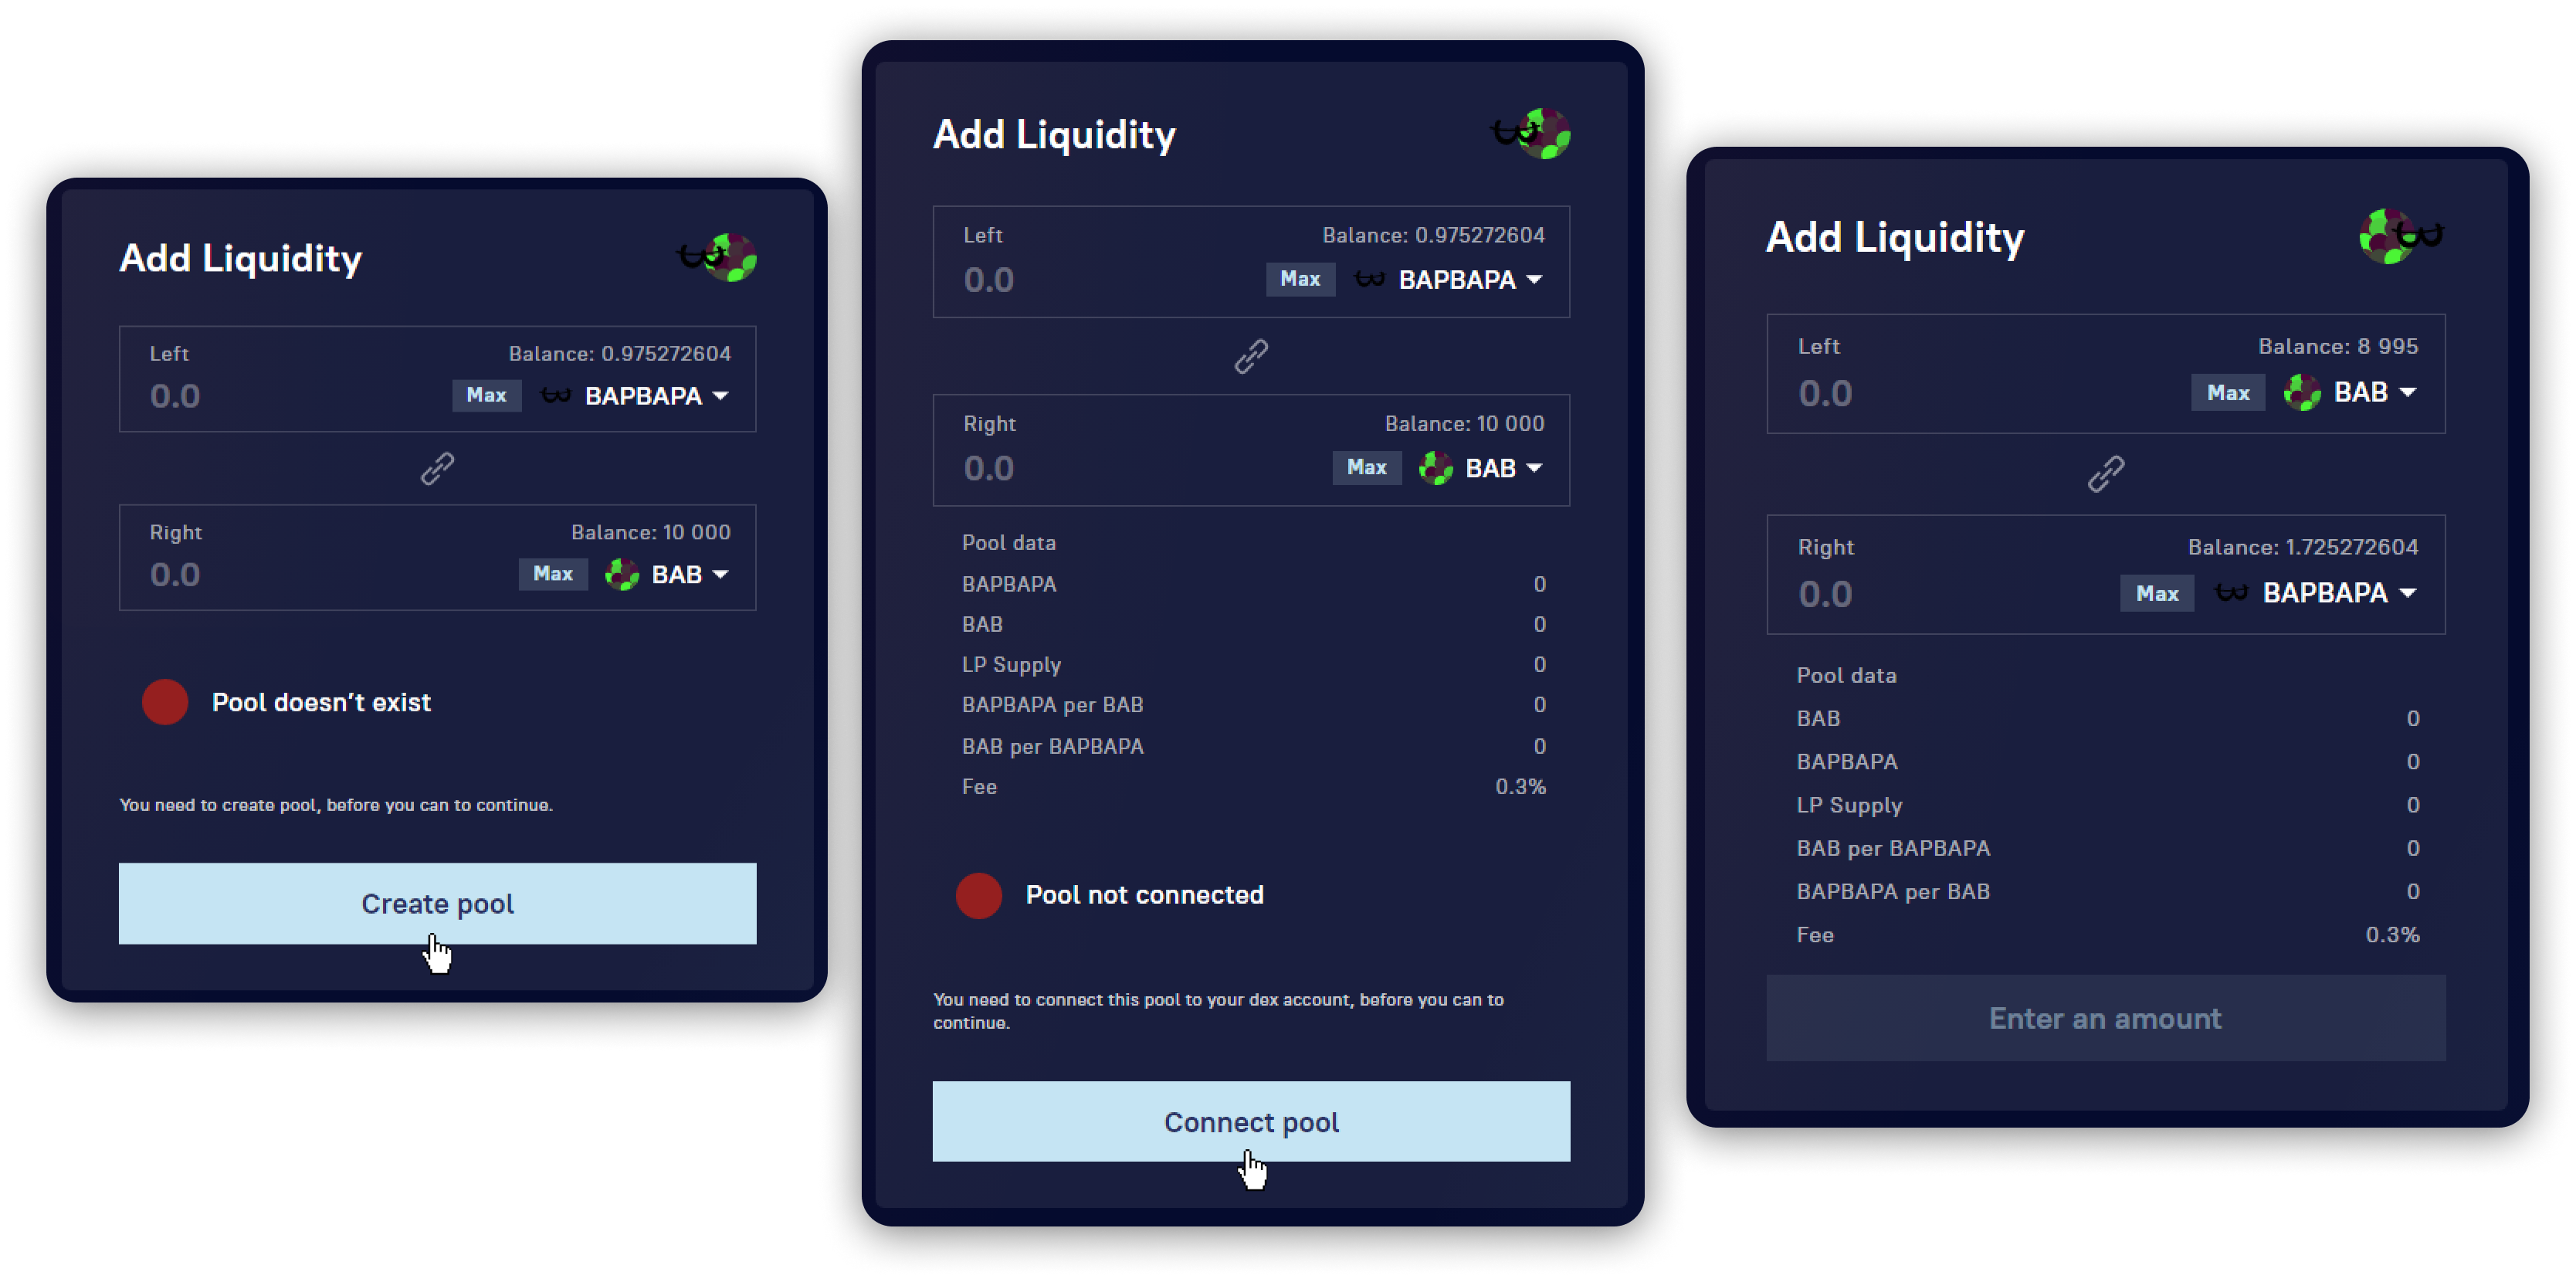 Add Liquidity
Left
Balance: 0.975272604
0.0
Max
BAPBAPA
Right
Balance: 10 000
0.0
Max
BAB
Pool doesn't exist
You need to create pool, before you can to continue.
Create pool
Add Liquidity
Left
Balance: 0.975272604
0.0
Max
BAPBAPA
Right
Balance: 10 000
0.0
Max
BAB
Pool data
BAPBAPA 0
BAB 0
LP Supply 0
BAPBAPA per BAB 0
BAB per BAPBAPA 0
Fee 0.3%
Pool not connected
You need to connect this pool to your dex account, before you can to
continue.
Connect pool
Add Liquidity
Left
Balance: 8 995
0.0
Max
BAB
Right
Balance: 1.725272604
0.0
Max
BAPBAPA
Pool data
BAB 0
BAPBAPA 0
LP Supply 0
BAB per BAPBAPA 0
BAPBAPA per BAB 0
Fee 0.3%
Enter an amount